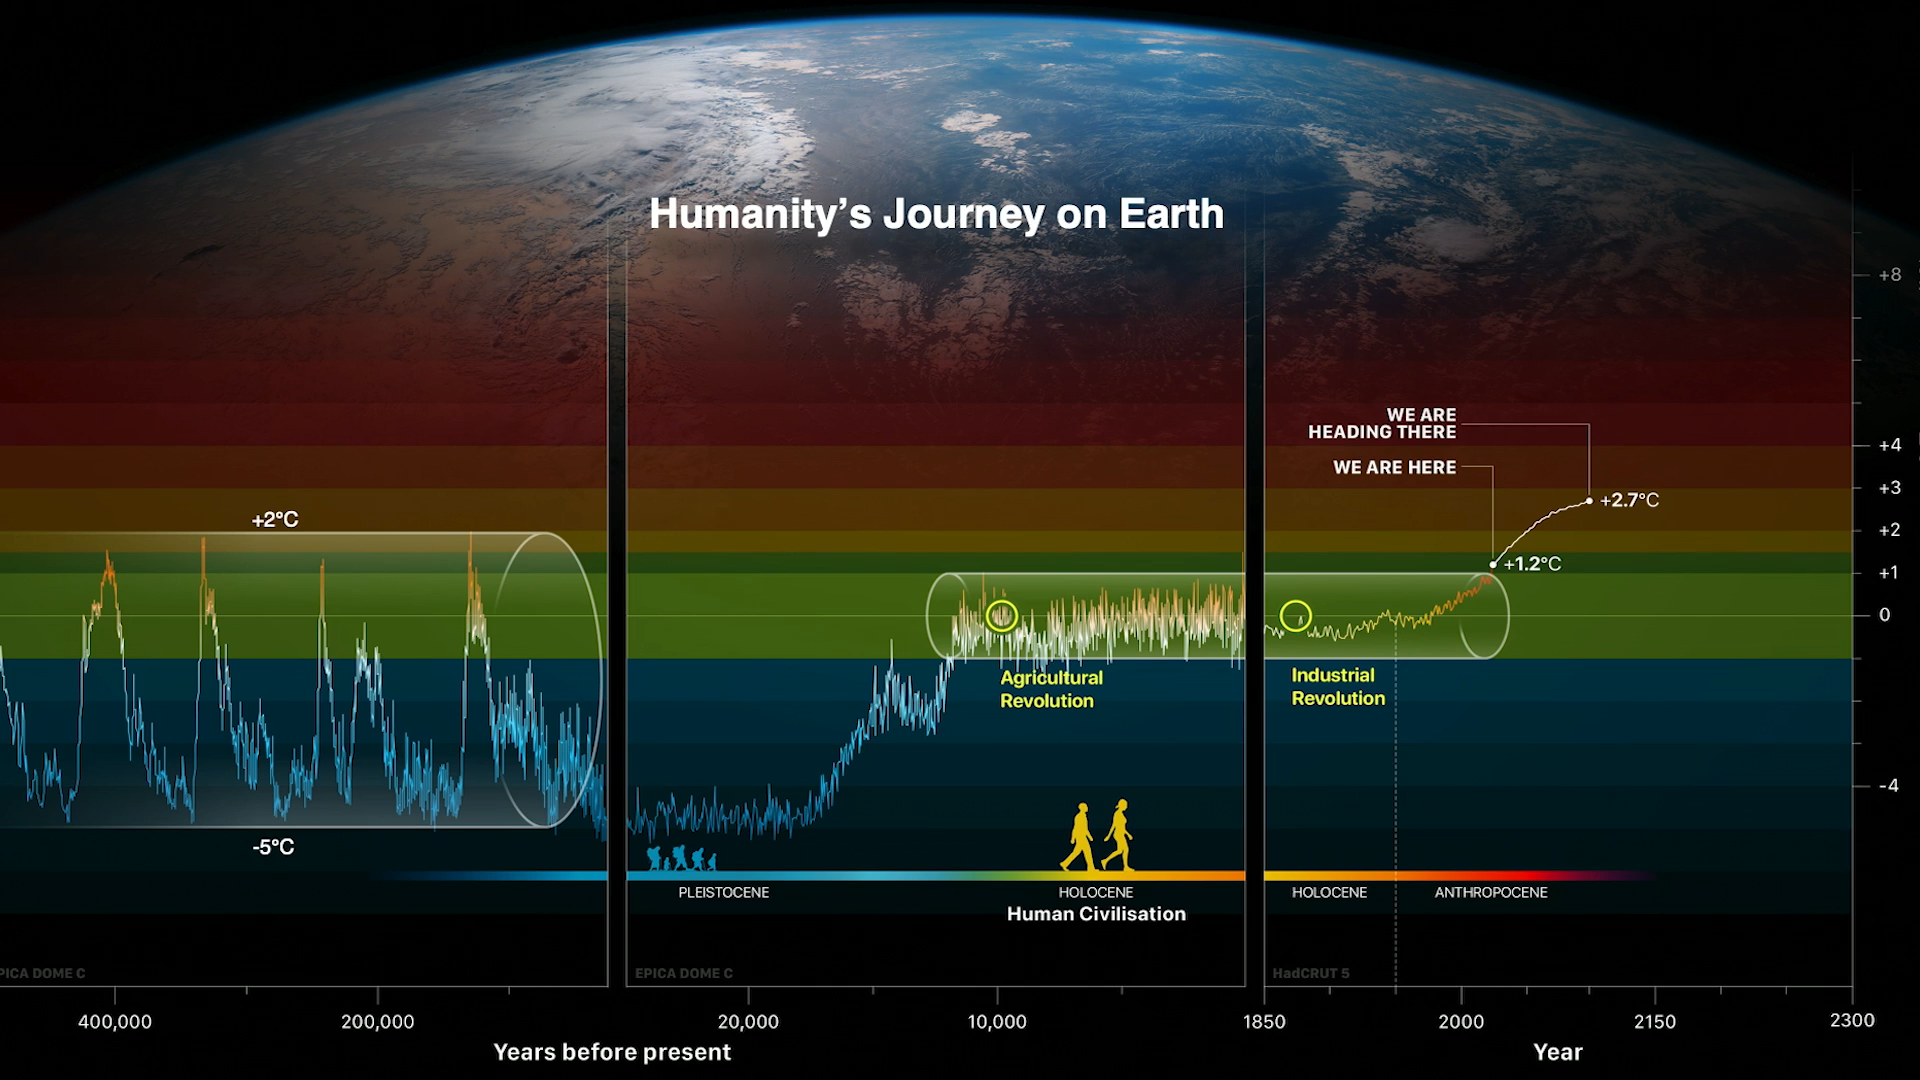 Humanity’s Journey on Earth
+8
WE ARE
HEADING THERE
+4
WE ARE HERE
+3
+2.7°C
+2°C
+2
+1.2°C
+1
0
Agricultural
Revolution
Industrial
Revolution
-4
-5°C
PLEISTOCENE
HOLOCENE
HOLOCENE
ANTHROPOCENE
Human Civilisation
PICA DOME C
EPICA DOME C
HadCRUT 5
400,000
200,000
20,000
10,000
1850
2000
2150
2300
Years before present
Year